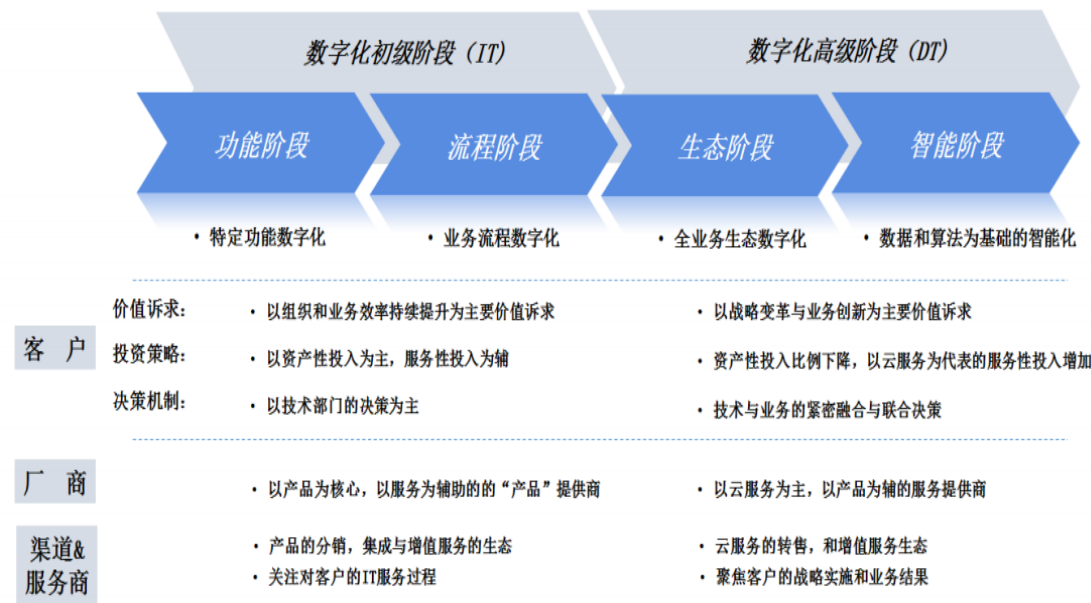 数字化初级阶段（IT）
数字化高级阶段（DT）
功能阶段
流程阶段
生态阶段
智能阶段
• 特定功能数字化
• 业务流程数字化
• 全业务生态数字化
• 数据和算法为基础的智能化
客 户
价值诉求：
• 以组织和业务效率持续提升为主要价值诉求
• 以战略变革与业务创新为主要价值诉求
投资策略：
• 以资产性投入为主，服务性投入为辅
• 资产性投入比例下降，以云服务为代表的服务性投入增加
决策机制：
• 以技术部门的决策为主
• 技术与业务的紧密融合与联合决策
厂 商
• 以产品为核心，以服务为辅助的的“产品”提供商
• 以云服务为主，以产品为辅的服务提供商
渠道&
服务商
• 产品的分销，集成与增值服务的生态
• 关注对客户的IT服务过程
• 云服务的转售，和增值服务生态
• 聚焦客户的战略实施和业务结果